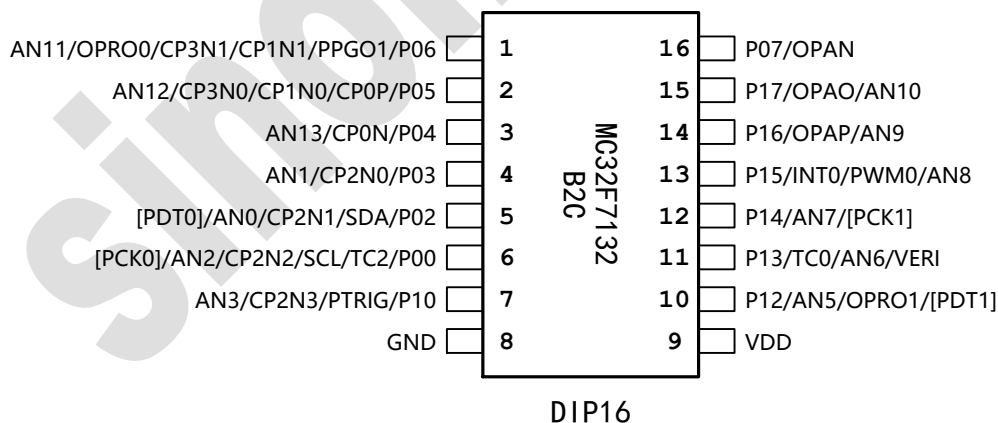 AN11/OPRO0/CP3N1/CP1N1/PPGO1/P06 1 16 P07/OPAN
AN12/CP3N0/CP1N0/CP0P/P05 2 15 P17/OPAO/AN10
AN13/CP0N/P04 3 14 P16/OPAP/AN9
AN1/CP2N0/P03 4 13 P15/INT0/PWM0/AN8
[PDT0]/AN0/CP2N1/SDA/P02 5 12 P14/AN7/[PCK1]
[PCK0]/AN2/CP2N2/SCL/TC2/P00 6 11 P13/TC0/AN6/VERI
AN3/CP2N3/PTRIG/P10 7 10 P12/AN5/OPRO1/[PDT1]
GND 8 9 VDD
MC32F7132
B2C
DIP16